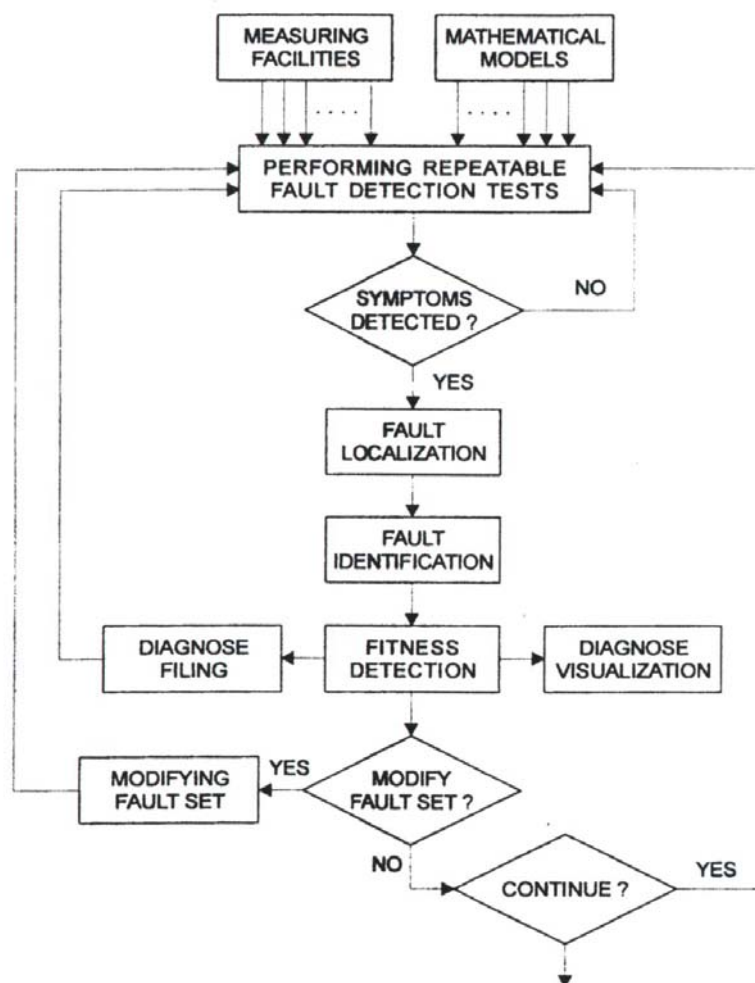 MEASURING
FACILITIES
MATHEMATICAL
MODELS
PERFORMING REPEATABLE
FAULT DETECTION TESTS
SYMPTOMS
DETECTED ?
NO
YES
FAULT
LOCALIZATION
FAULT
IDENTIFICATION
DIAGNOSE
FILING
FITNESS
DETECTION
DIAGNOSE
VISUALIZATION
MODIFYING
FAULT SET
YES
MODIFY
FAULT SET ?
NO
CONTINUE ?
YES